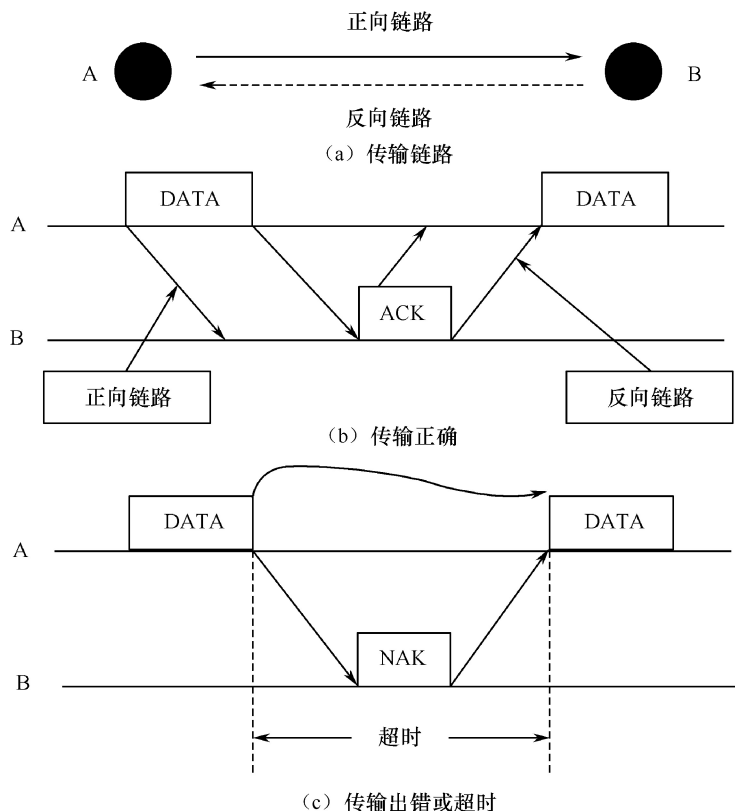 正向链路
A
B
反向链路
（a）传输链路
DATA
DATA
A
ACK
B
正向链路
反向链路
（b）传输正确
DATA
DATA
A
NAK
B
超时
（c）传输出错或超时